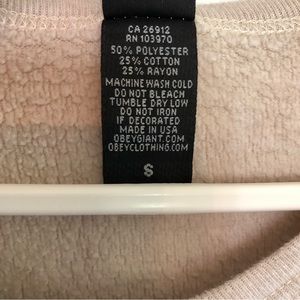 CA 26912
RN 103970
50% POLYESTER
25% COTTON
25% RAYON
MACHINE WASH COLD
DO NOT BLEACH
TUMBLE DRY LOW
DO NOT IRON
IF DECORATED
MADE IN USA
OBEYGIANT.COM
OBEYCLOTHING.COM
S